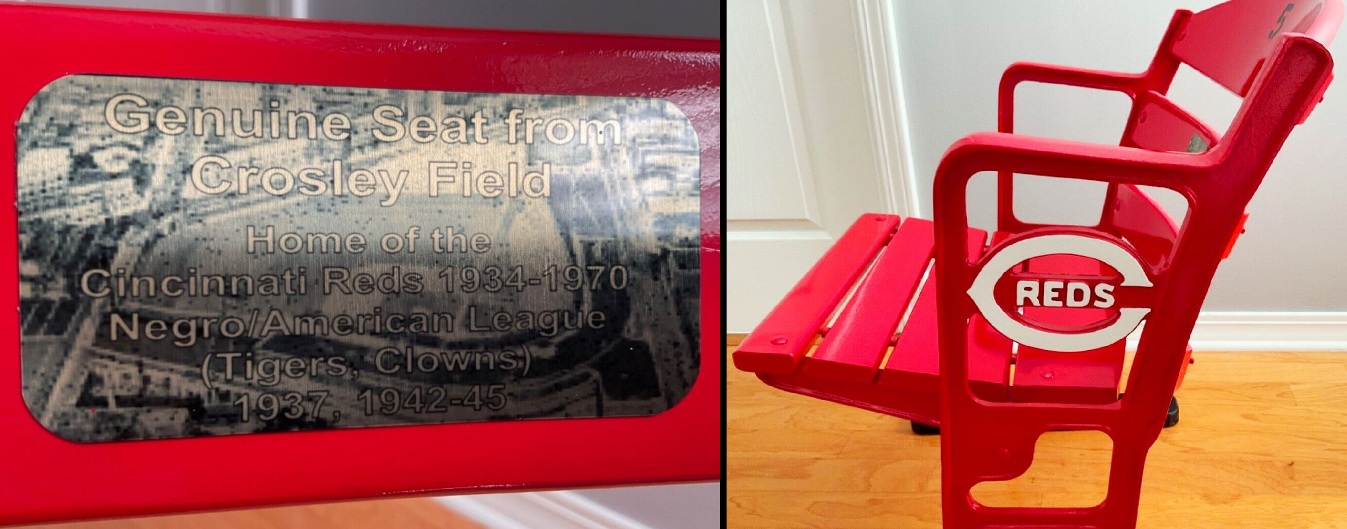 Genuine Seat from
Crosley Field
Home of the
Cincinnati Reds 1934-1970
Negro/American League
(Tigers, Clowns)
1937, 1942-45
5
REDS